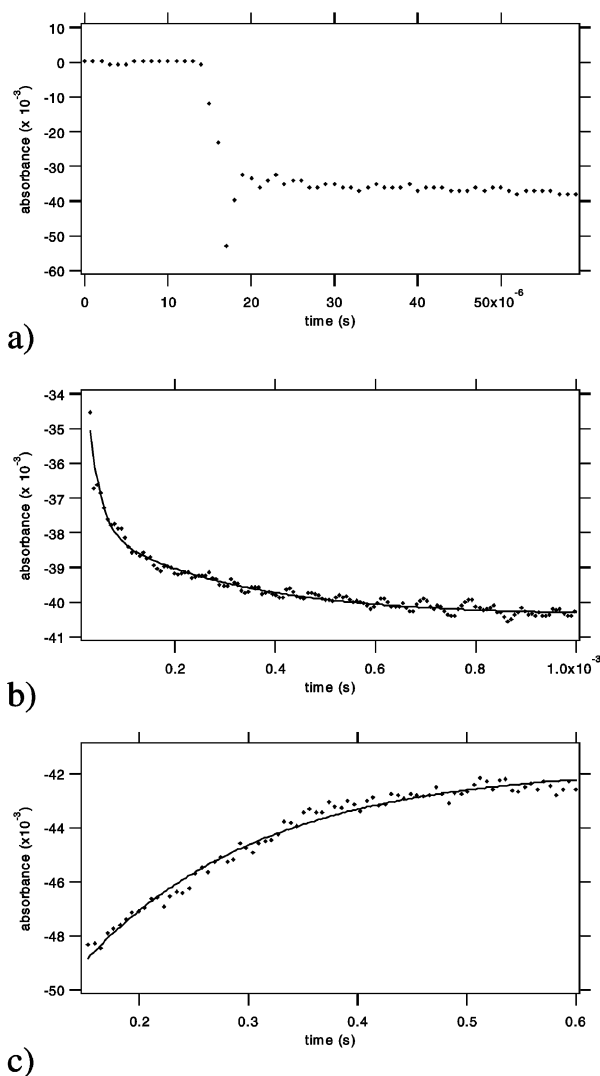 10
0
-10
-20
-30
-40
-50
-60
absorbance (x 10-3)
0 10 20 30 40 50x10-6
time (s)
a)
-34
-35
-36
-37
-38
-39
-40
-41
absorbance (x 10-3)
0.2 0.4 0.6 0.8 1.0x10-3
time (s)
b)
-42
-44
-46
-48
-50
absorbance (x10-3)
0.2 0.3 0.4 0.5 0.6
time (s)
c)